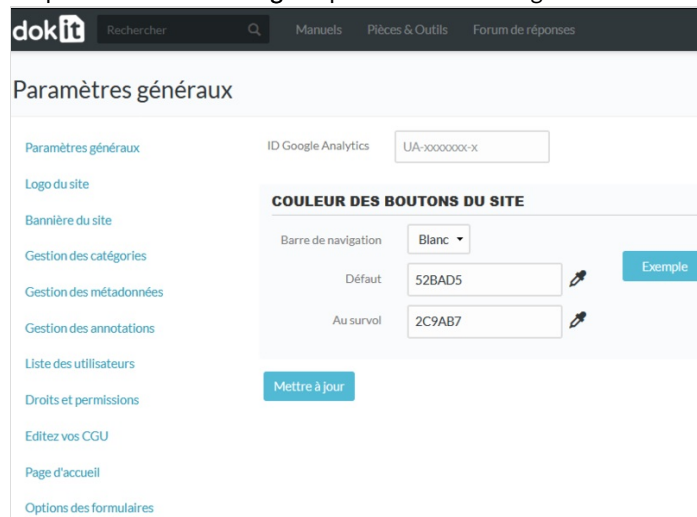 dokit Rechercher Manuels Pièces & Outils Forum de réponses
Paramètres généraux
Paramètres généraux
Logo du site
Bannière du site
Gestion des catégories
Gestion des métadonnées
Gestion des annotations
Liste des utilisateurs
Droits et permissions
Editez vos CGU
Page d'accueil
Options des formulaires
ID Google Analytics UA-xxxxxxx-x
COULEUR DES BOUTONS DU SITE
Barre de navigation Blanc
Défaut 52BAD5
Exemple
Au survol 2C9AB7
Mettre à jour